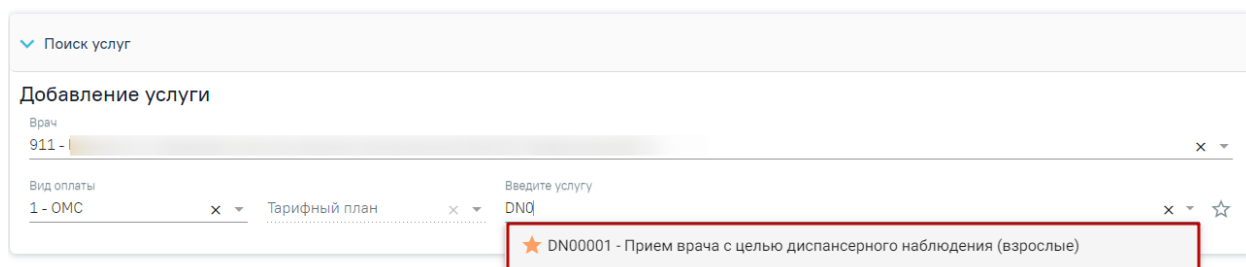 Поиск услуг
Добавление услуги
Врач
911 -
Вид оплаты
Введите услугу
1 - ОМС
Тарифный план
DN0
DN00001 - Прием врача с целью диспансерного наблюдения (взрослые)